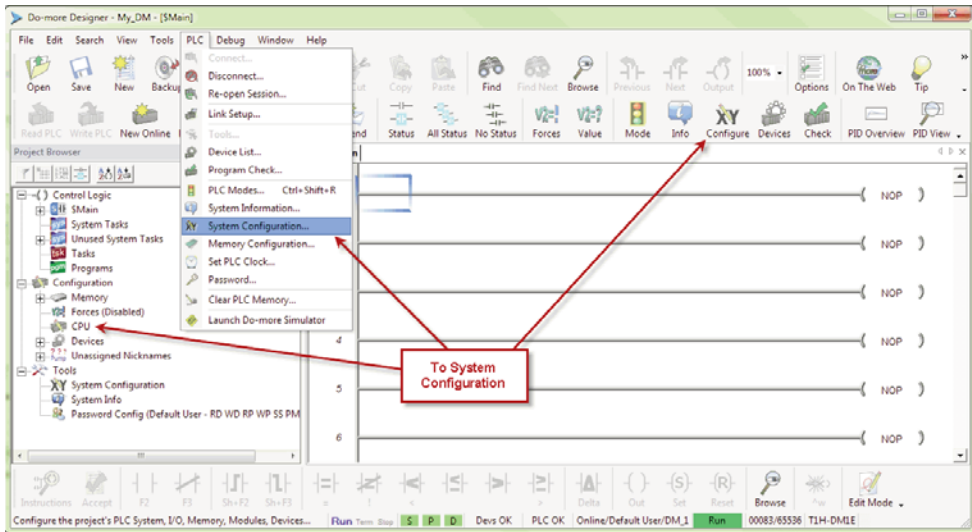 Do-more Designer - My_DM - [$Main]
File Edit Search View Tools PLC Debug Window Help
Open Save New Backup Cut Copy Paste Find Find Next Browse Previous Next Output 100% Options On The Web Tip
Read PLC Write PLC New Online Status All Status No Status Forces Value Mode Info Configure Devices Check PID Overview PID View
V2=! V2=? XY
Connect...
Disconnect...
Re-open Session...
Link Setup...
Tools...
Device List...
Program Check...
PLC Modes... Ctrl+Shift+R
System Information...
XY System Configuration...
Memory Configuration...
Set PLC Clock...
Password...
Clear PLC Memory...
Launch Do-more Simulator
Project Browser
Control Logic
$Main
System Tasks
Unused System Tasks
tsk Tasks
Programs
Configuration
Memory
Forces (Disabled)
CPU
Devices
Unassigned Nicknames
Tools
XY System Configuration
System Info
Password Config (Default User - RD WD RP WP SS PM
NOP
NOP
NOP
4 NOP
5 NOP
6 NOP
To System
Configuration
Instructions Accept F2 F3 Sh+F2 Sh+F3 = ! < ≤ > ≥ Delta Out Set Reset Browse ^w Edit Mode
Configure the project's PLC System, I/O, Memory, Modules, Devices... Run Term Stop S P D Devs OK PLC OK Online/Default User/DM_1 Run 00083/65536 T1H-DM1E